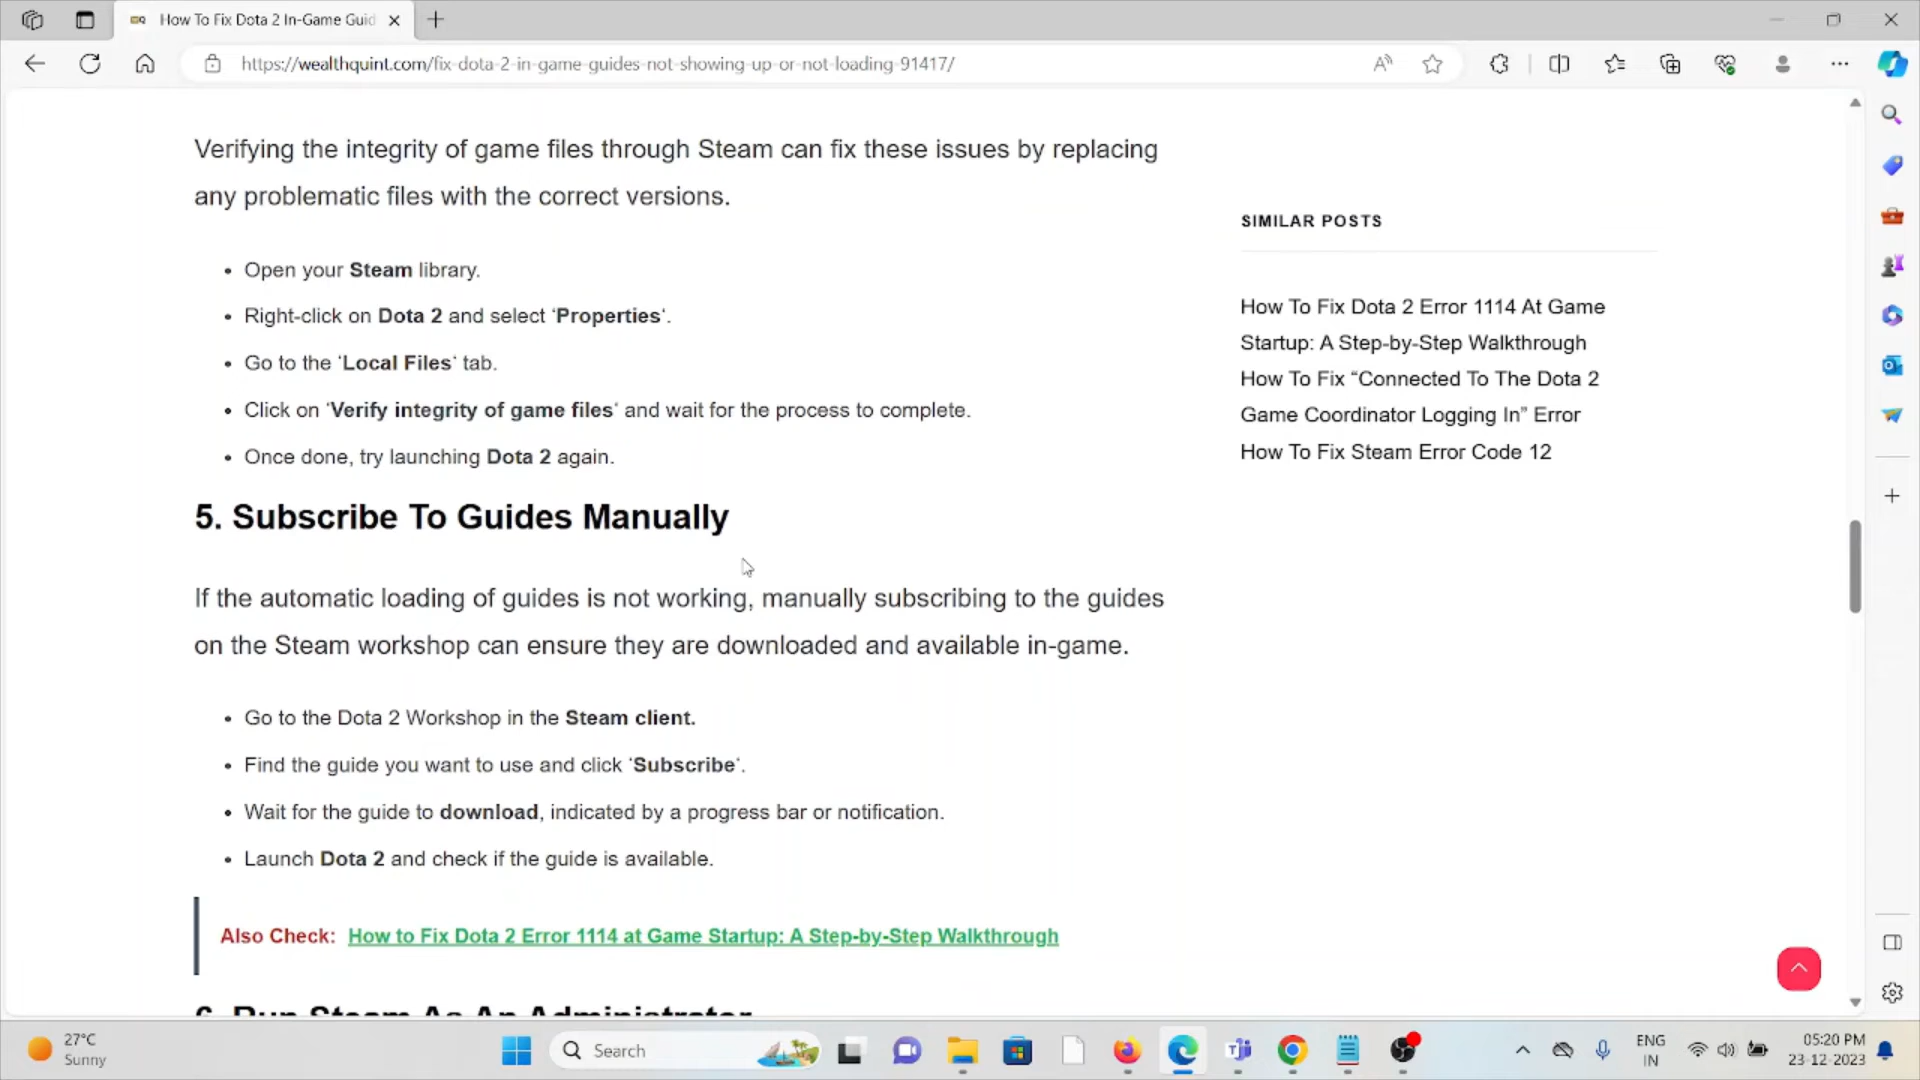 How To Fix Dota 2 In-Game Guid
https://wealthquint.com/fix-dota-2-in-game-guides-not-showing-up-or-not-loading-91417/
Verifying the integrity of game files through Steam can fix these issues by replacing
any problematic files with the correct versions.
• Open your Steam library.
• Right-click on Dota 2 and select ‘Properties‘.
• Go to the ‘Local Files‘ tab.
• Click on ‘Verify integrity of game files‘ and wait for the process to complete.
• Once done, try launching Dota 2 again.
5. Subscribe To Guides Manually
If the automatic loading of guides is not working, manually subscribing to the guides
on the Steam workshop can ensure they are downloaded and available in-game.
• Go to the Dota 2 Workshop in the Steam client.
• Find the guide you want to use and click ‘Subscribe‘.
• Wait for the guide to download, indicated by a progress bar or notification.
• Launch Dota 2 and check if the guide is available.
Also Check: How to Fix Dota 2 Error 1114 at Game Startup: A Step-by-Step Walkthrough
6. Run Steam As An Administrator
SIMILAR POSTS
How To Fix Dota 2 Error 1114 At Game
Startup: A Step-by-Step Walkthrough
How To Fix “Connected To The Dota 2
Game Coordinator Logging In” Error
How To Fix Steam Error Code 12
27°C
Sunny
Search
ENG
IN
05:20 PM
23-12-2023